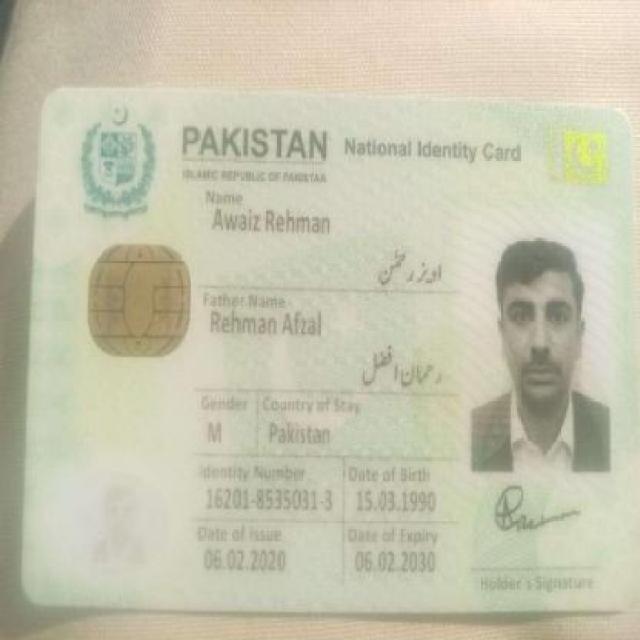 PAKISTAN National Identity Card
ISLAMIC REPUBLIC OF PAKISTAN
Name
Awaiz Rehman
اویز رحمٰن
Father Name
Rehman Afzal
رحمان افضل
Gender Country of Stay
M Pakistan
Identity Number Date of Birth
16201-8535031-3 15.03.1990
Date of Issue Date of Expiry
06.02.2020 06.02.2030
Holder's Signature